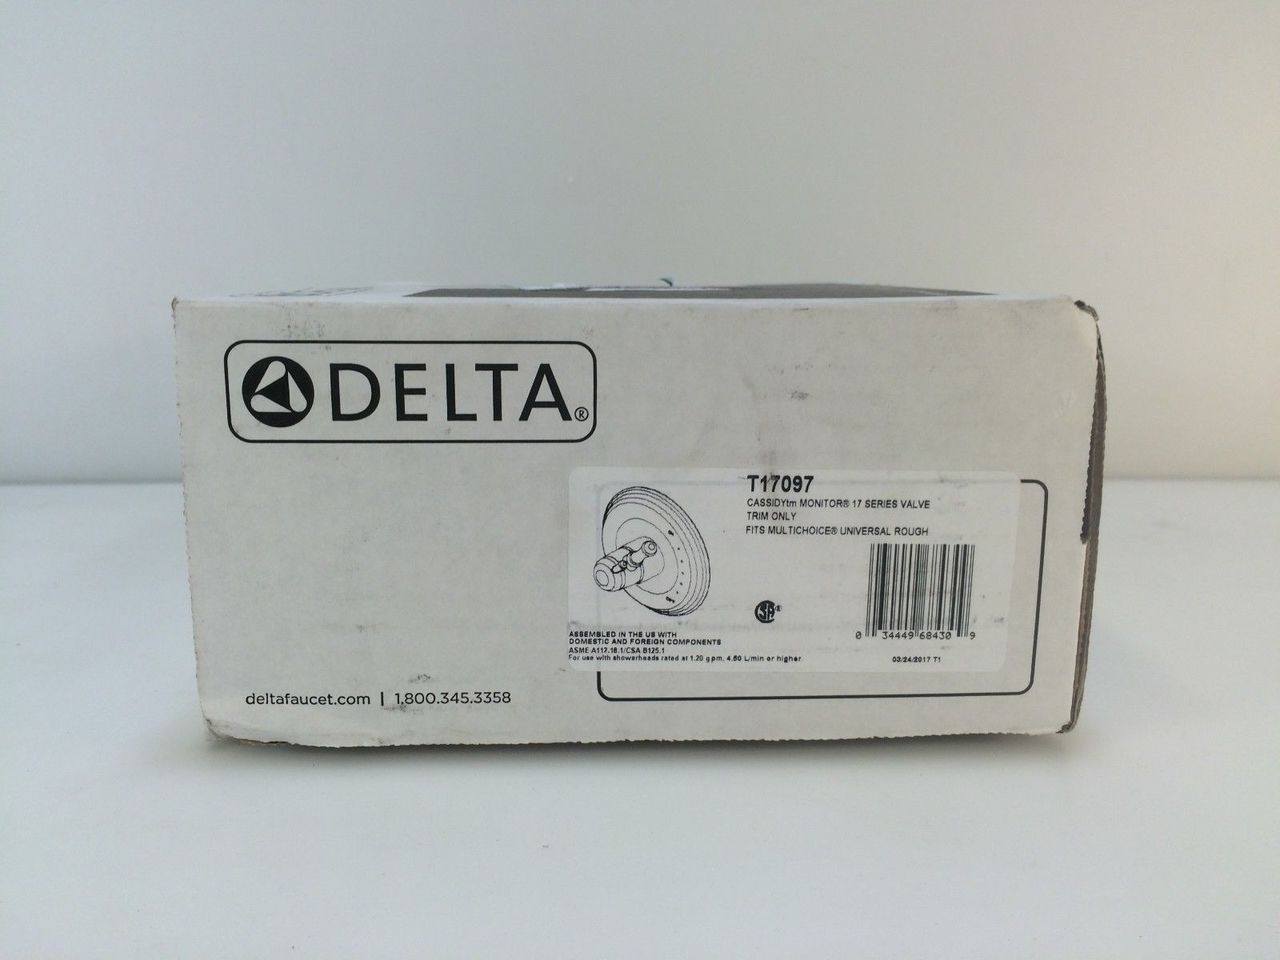 DELTA®
T17097
CASSIDYtm MONITOR® 17 SERIES VALVE
TRIM ONLY
FITS MULTICHOICE® UNIVERSAL ROUGH
ASSEMBLED IN THE US WITH
DOMESTIC AND FOREIGN COMPONENTS
ASME A112.18.1/CSA B125.1
For use with showerheads rated at 1.20 gpm, 4.60 L/min or higher
0 34449 68430 9
03/24/2017 T1
deltafaucet.com | 1.800.345.3358